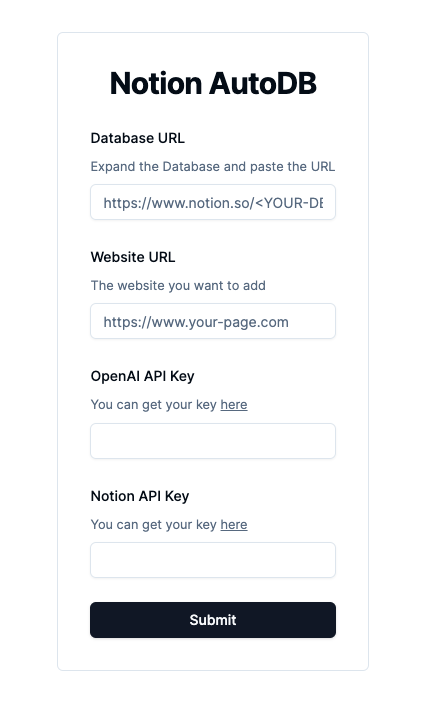 Notion AutoDB
Database URL
Expand the Database and paste the URL
https://www.notion.so/<YOUR-DE
Website URL
The website you want to add
https://www.your-page.com
OpenAI API Key
You can get your key here
Notion API Key
You can get your key here
Submit